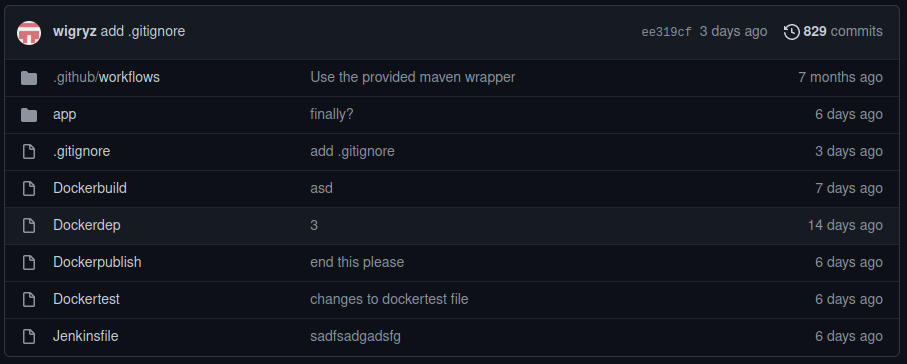 wigryz add .gitignore ee319cf 3 days ago 829 commits
.github/workflows Use the provided maven wrapper 7 months ago
app finally? 6 days ago
.gitignore add .gitignore 3 days ago
Dockerbuild asd 7 days ago
Dockerdep 3 14 days ago
Dockerpublish end this please 6 days ago
Dockertest changes to dockertest file 6 days ago
Jenkinsfile sadfsadgadsfg 6 days ago